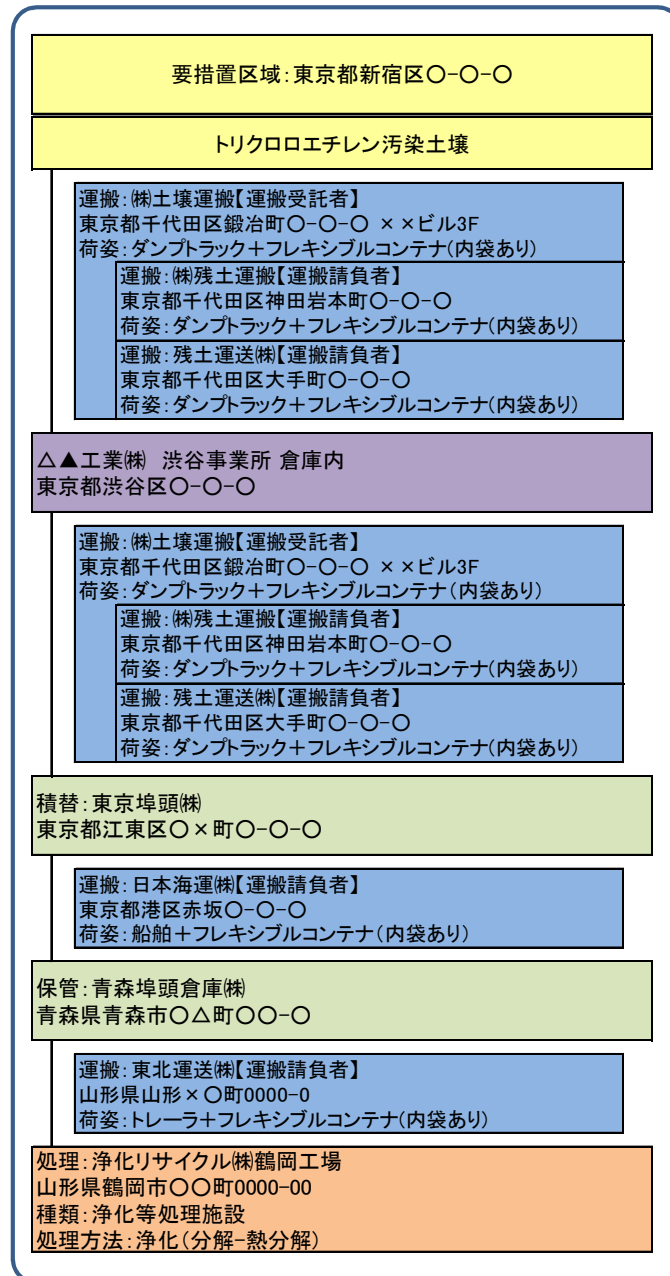 要措置区域:東京都新宿区〇-〇-〇
トリクロロエチレン汚染土壌
運搬:㈱土壌運搬【運搬受託者】
東京都千代田区鍛冶町〇-〇-〇 ××ビル3F
荷姿:ダンプトラック+フレキシブルコンテナ(内袋あり)
運搬:㈱残土運搬【運搬請負者】
東京都千代田区神田岩本町〇-〇-〇
荷姿:ダンプトラック+フレキシブルコンテナ(内袋あり)
運搬:残土運送㈱【運搬請負者】
東京都千代田区大手町〇-〇-〇
荷姿:ダンプトラック+フレキシブルコンテナ(内袋あり)
△▲工業㈱ 渋谷事業所 倉庫内
東京都渋谷区〇-〇-〇
運搬:㈱土壌運搬【運搬受託者】
東京都千代田区鍛冶町〇-〇-〇 ××ビル3F
荷姿:ダンプトラック+フレキシブルコンテナ(内袋あり)
運搬:㈱残土運搬【運搬請負者】
東京都千代田区神田岩本町〇-〇-〇
荷姿:ダンプトラック+フレキシブルコンテナ(内袋あり)
運搬:残土運送㈱【運搬請負者】
東京都千代田区大手町〇-〇-〇
荷姿:ダンプトラック+フレキシブルコンテナ(内袋あり)
積替:東京埠頭㈱
東京都江東区〇×町〇-〇-〇
運搬:日本海運㈱【運搬請負者】
東京都港区赤坂〇-〇-〇
荷姿:船舶+フレキシブルコンテナ(内袋あり)
保管:青森埠頭倉庫㈱
青森県青森市〇△町〇〇-〇
運搬:東北運送㈱【運搬請負者】
山形県山形×〇町0000-0
荷姿:トレーラ+フレキシブルコンテナ(内袋あり)
処理:浄化リサイクル㈱鶴岡工場
山形県鶴岡市〇〇町0000-00
種類:浄化等処理施設
処理方法:浄化(分解-熱分解)